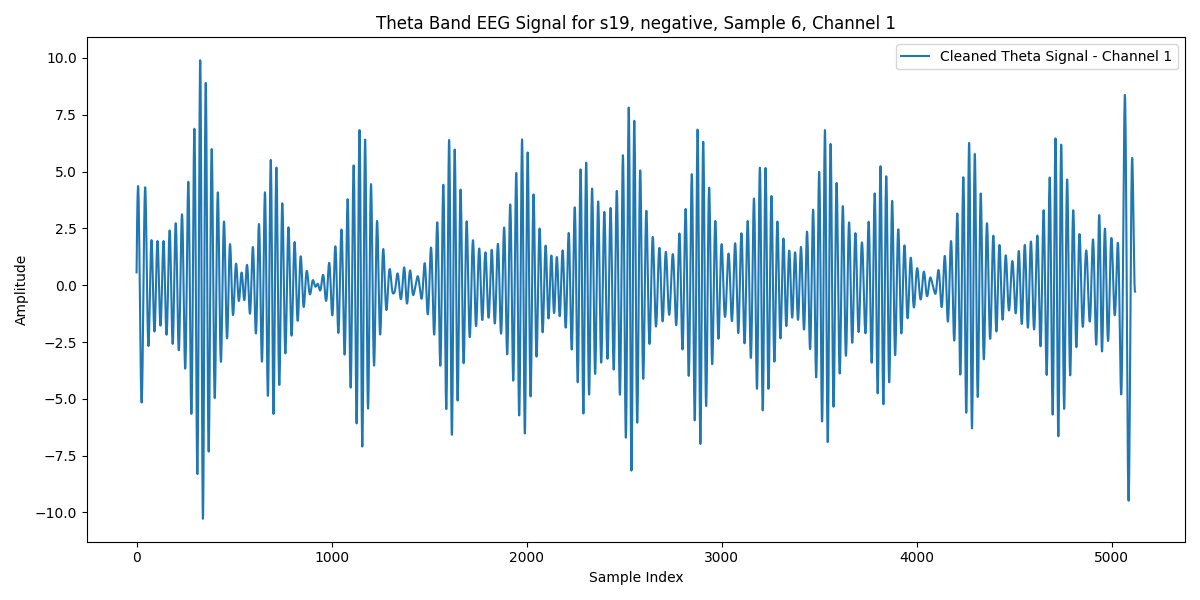 Theta Band EEG Signal for s19, negative, Sample 6, Channel 1
Cleaned Theta Signal - Channel 1
Amplitude
10.0
7.5
5.0
2.5
0.0
−2.5
−5.0
−7.5
−10.0
0 1000 2000 3000 4000 5000
Sample Index